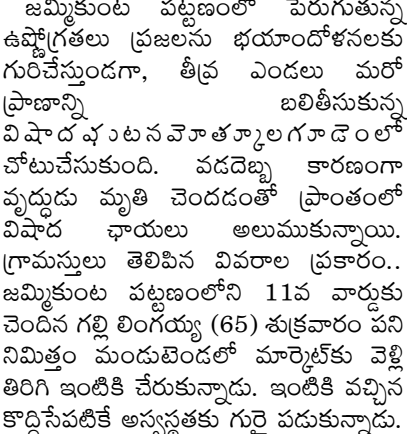 జమ్మికుంట పట్టణంలో పెరుగుతున్న
ఉష్ణోగ్రతలు ప్రజలను భయాందోళనలకు
గురిచేస్తుండగా, తీవ్ర ఎండలు మరో
ప్రాణాన్ని బలితీసుకున్న
విషాద ఘటన మోత్కులగూడెంలో
చోటుచేసుకుంది. వడదెబ్బ కారణంగా
వృద్ధుడు మృతి చెందడంతో ప్రాంతంలో
విషాద ఛాయలు అలుముకున్నాయి.
గ్రామస్తులు తెలిపిన వివరాల ప్రకారం..
జమ్మికుంట పట్టణంలోని 11వ వార్డుకు
చెందిన గల్లి లింగయ్య (65) శుక్రవారం పని
నిమిత్తం మండుటెండలో మార్కెట్‌కు వెళ్లి
తిరిగి ఇంటికి చేరుకున్నాడు. ఇంటికి వచ్చిన
కొద్దిసేపటికే అస్వస్థతకు గురై పడుకున్నాడు.